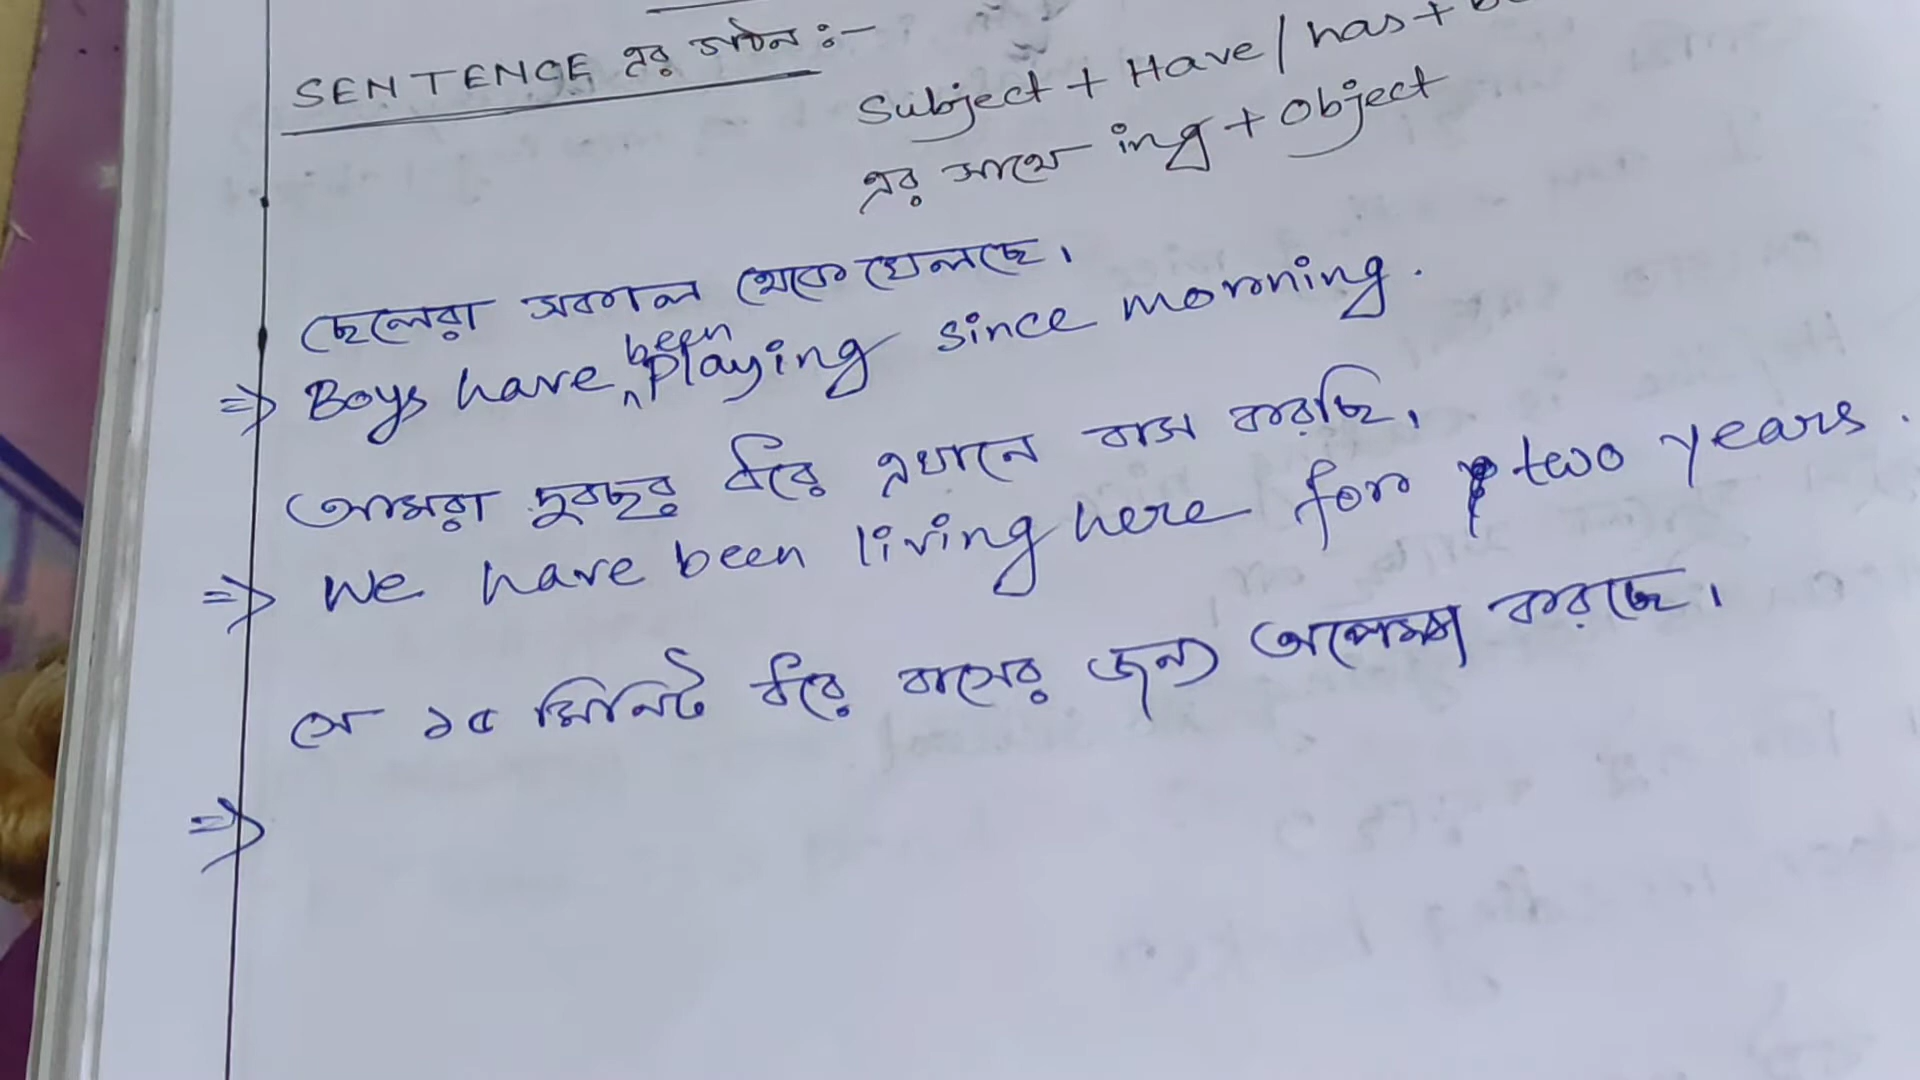 SENTENCE এর গঠন :-
Subject + Have / has +
এর সাথে ing + Object
ছেলেরা সকাল থেকে খেলছে।
⇒ Boys have been playing since morning.
আমরা দুবছর ধরে এখানে বাস করছি।
⇒ We have been living here for two years.
সে ১৫ মিনিট ধরে বাসের জন্য অপেক্ষা করছে।
⇒